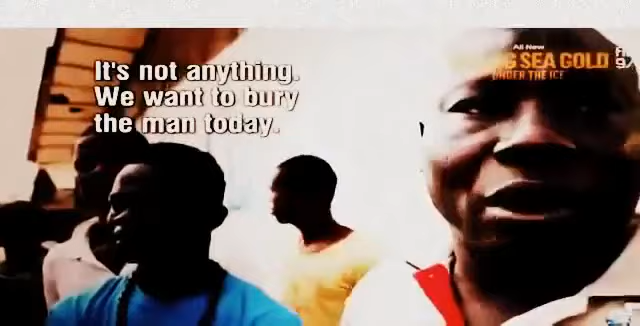 It's not anything.
We want to bury
the man today.
All New
SEA GOLD
UNDER THE ICE